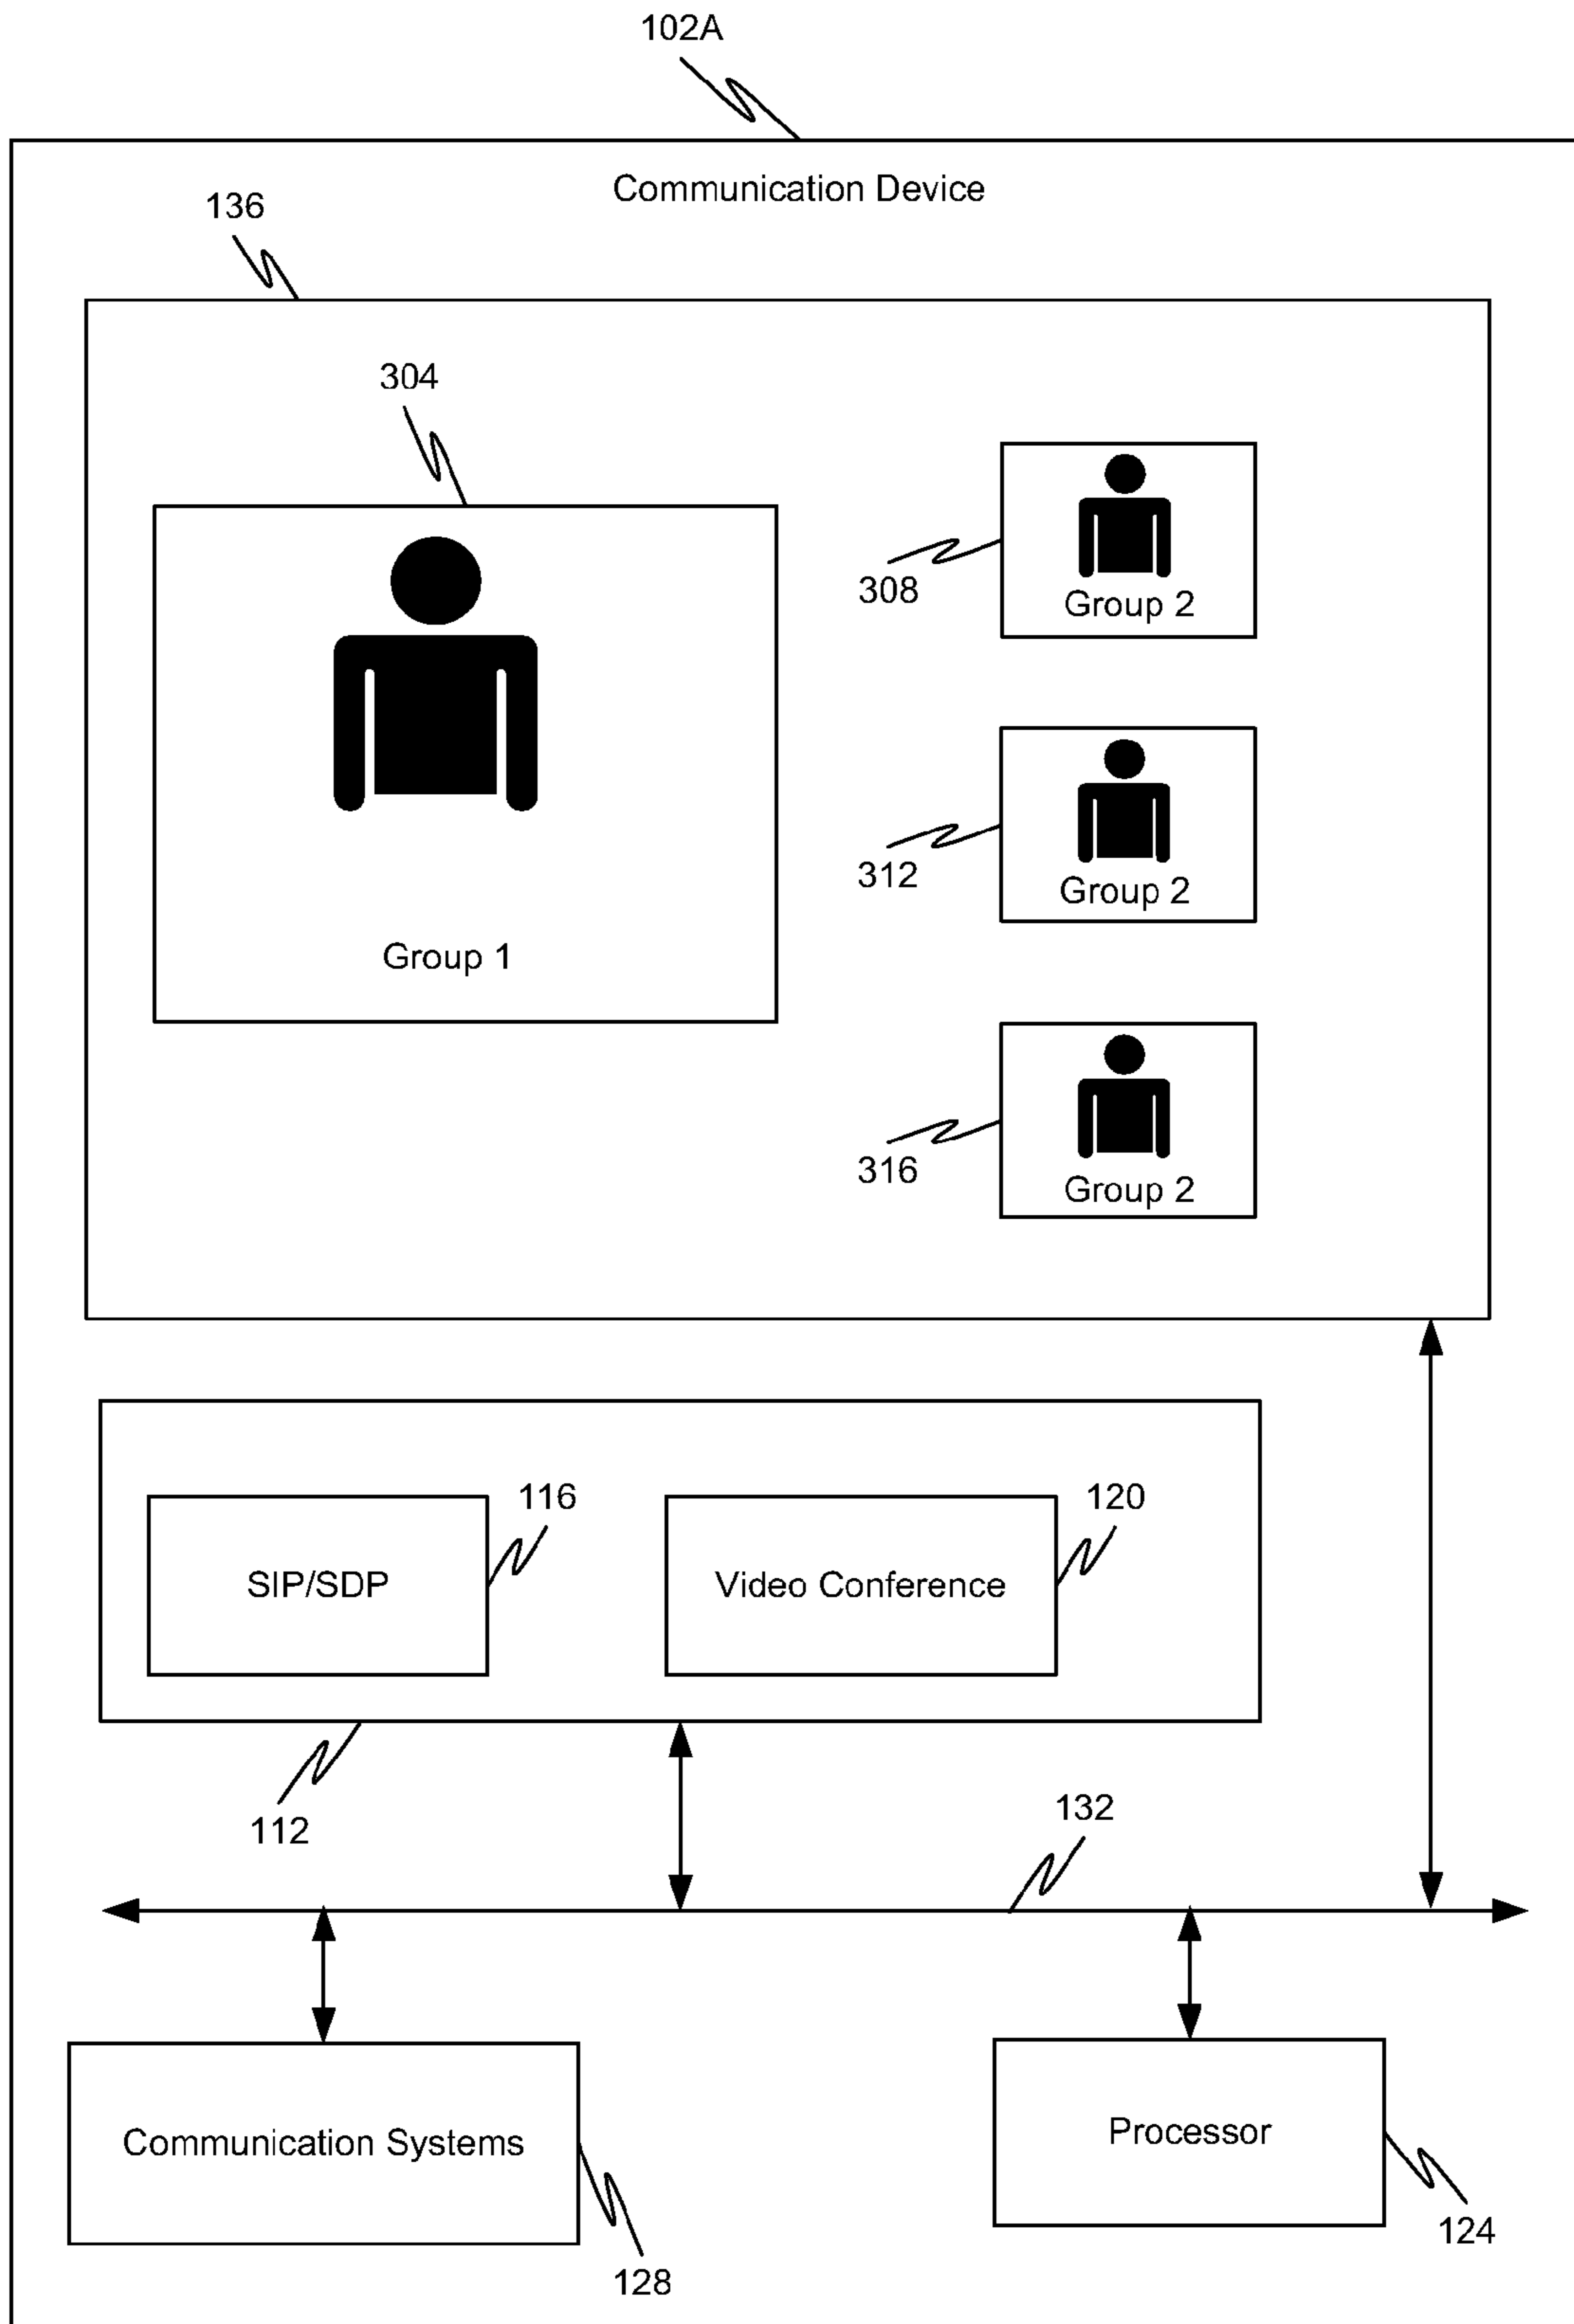 102A
Communication Device
136
304
308
Group 2
312
Group 2
Group 1
316
Group 2
116
120
SIP/SDP
Video Conference
112
132
Communication Systems
Processor
128
124